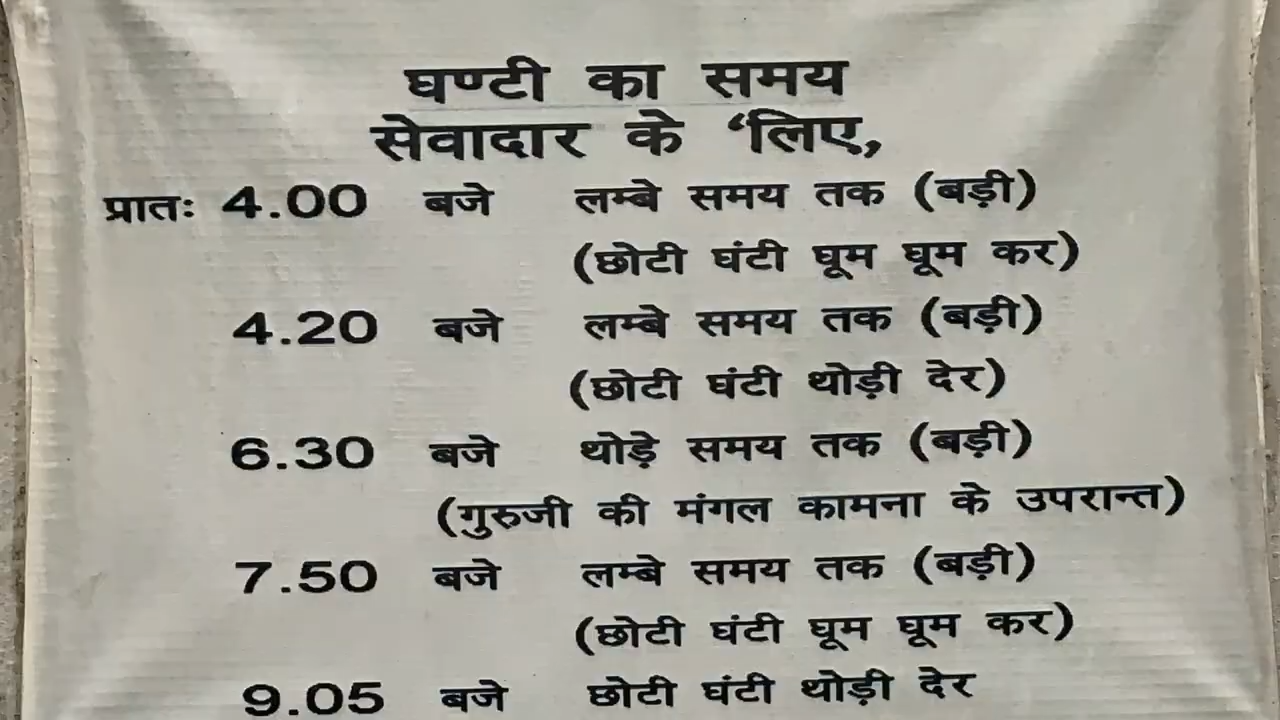 घण्टी का समय
सेवादार के ‘लिए,
प्रातः 4.00 बजे लम्बे समय तक (बड़ी)
(छोटी घंटी घूम घूम कर)
4.20 बजे लम्बे समय तक (बड़ी)
(छोटी घंटी थोड़ी देर)
6.30 बजे थोड़े समय तक (बड़ी)
(गुरुजी की मंगल कामना के उपरान्त)
7.50 बजे लम्बे समय तक (बड़ी)
(छोटी घंटी घूम घूम कर)
9.05 बजे छोटी घंटी थोड़ी देर